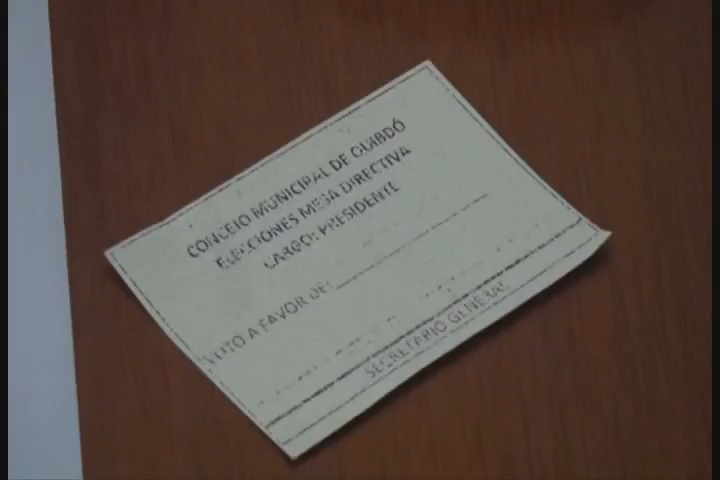 CONCEJO MUNICIPAL DE QUIBDÓ
ELECCIONES MESA DIRECTIVA
CARGO: PRESIDENTE
VOTO A FAVOR DE:
SECRETARIO GENERAL